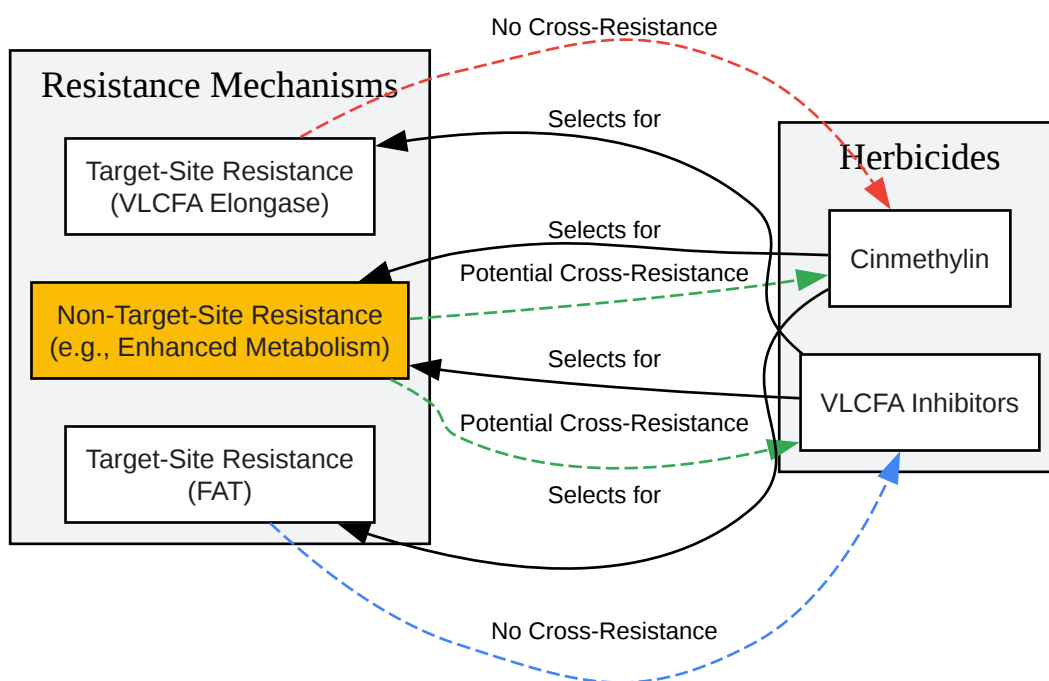 No Cross-Resistance
Resistance Mechanisms
Selects for
Herbicides
Target-Site Resistance
(VLCFA Elongase)
Selects for
Cinmethylin
Potential Cross-Resistance
Non-Target-Site Resistance
(e.g., Enhanced Metabolism)
Selects for
VLCFA Inhibitors
Potential Cross-Resistance
Target-Site Resistance
(FAT)
Selects for
No Cross-Resistance